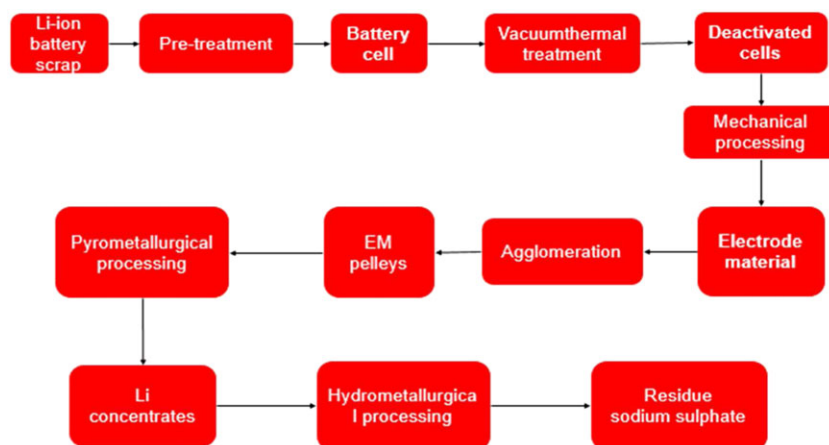 Li-ion
battery
scrap
Pre-treatment
Battery
cell
Vacuumthermal
treatment
Deactivated
cells
Mechanical
processing
Electrode
material
Agglomeration
EM
pelleys
Pyrometallurgical
processing
Li
concentrates
Hydrometallurgica
l processing
Residue
sodium sulphate